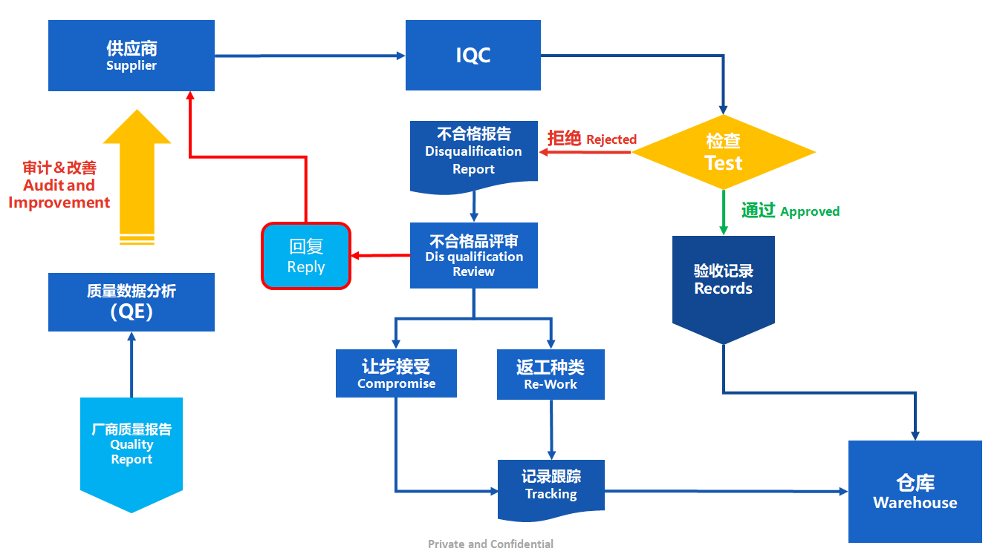 供应商
Supplier
IQC
检查
Test
拒绝 Rejected
不合格报告
Disqualification
Report
通过 Approved
审计＆改善
Audit and
Improvement
回复
Reply
不合格品评审
Dis qualification
Review
验收记录
Records
质量数据分析
（QE）
让步接受
Compromise
返工种类
Re-Work
厂商质量报告
Quality
Report
记录跟踪
Tracking
仓库
Warehouse
Private and Confidential